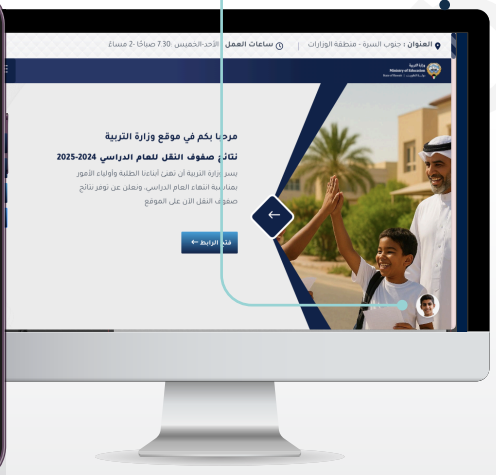 العنوان : جنوب السرة - منطقة الوزارات | ساعات العمل : الأحد-الخميس 7:30 صباحًا -2 مساءً
وزارة التربية
Ministry of Education
مرحبا بكم في موقع وزارة التربية
نتائج صفوف النقل للعام الدراسي 2024-2025
يسر وزارة التربية أن تهنئ أبناءنا الطلبة وأولياء الأمور
بمناسبة انتهاء العام الدراسي، ونعلن عن توفر نتائج
صفوف النقل الآن على الموقع
فتح الرابط ←